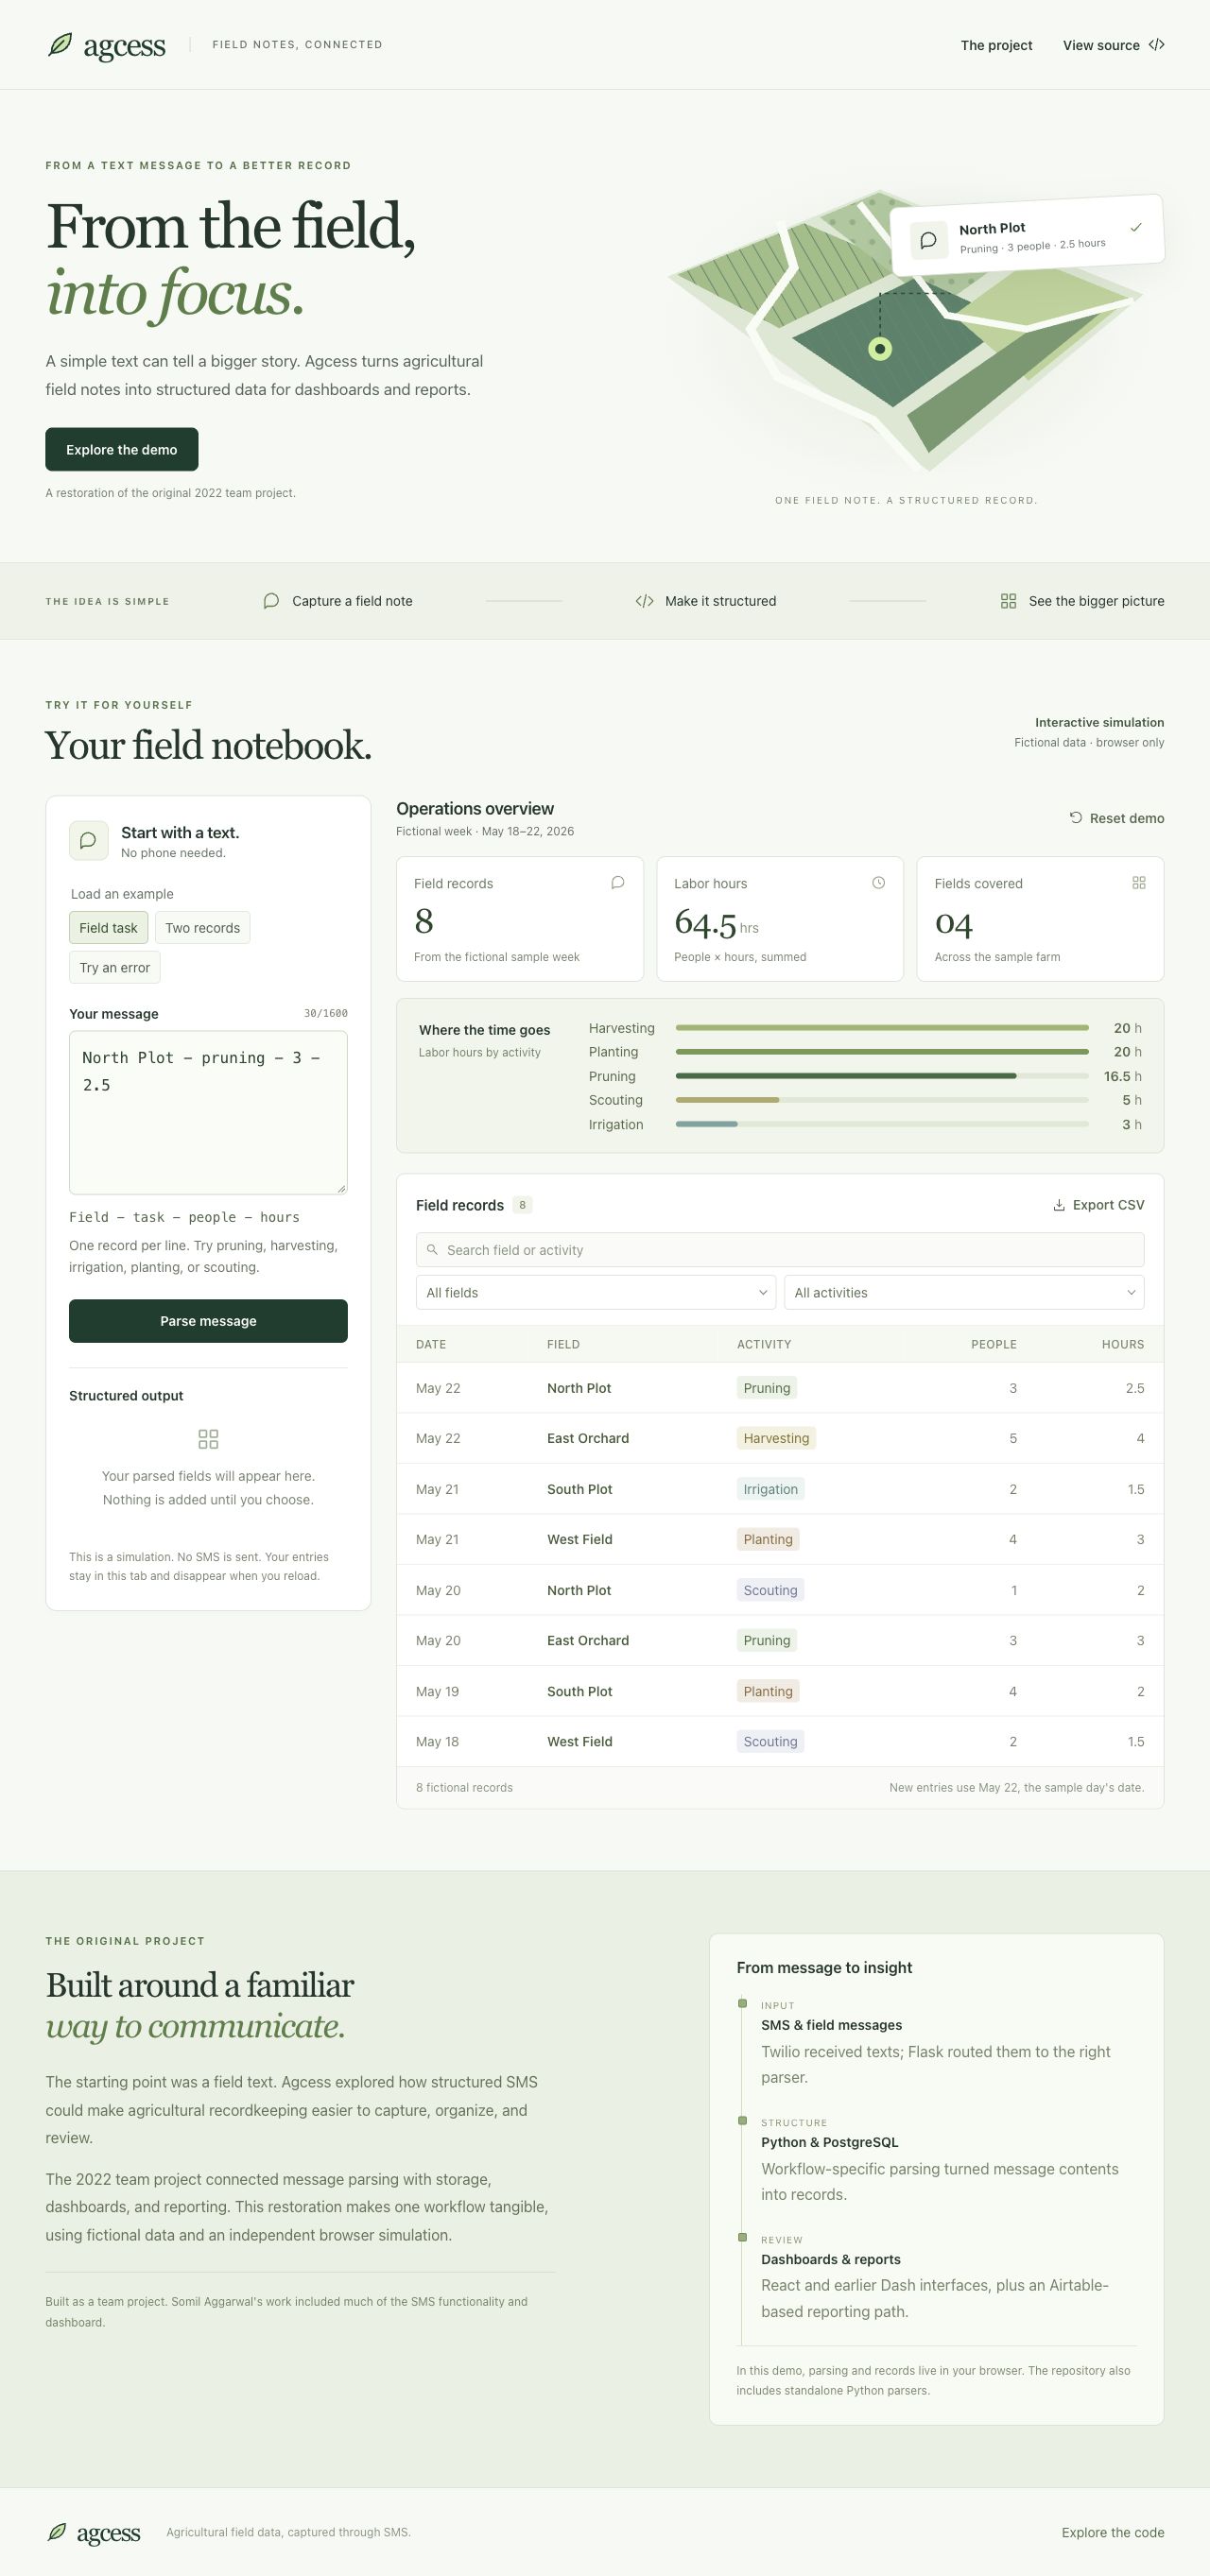 agcess
FIELD NOTES, CONNECTED
The project
View source
FROM A TEXT MESSAGE TO A BETTER RECORD
From the field,
into focus.
A simple text can tell a bigger story. Agcess turns agricultural
field notes into structured data for dashboards and reports.
Explore the demo
A restoration of the original 2022 team project.
North Plot
Pruning · 3 people · 2.5 hours
ONE FIELD NOTE. A STRUCTURED RECORD.
THE IDEA IS SIMPLE
Capture a field note
Make it structured
See the bigger picture
TRY IT FOR YOURSELF
Your field notebook.
Interactive simulation
Fictional data · browser only
Start with a text.
No phone needed.
Load an example
Field task
Two records
Try an error
Your message
30/1600
North Plot – pruning – 3 –
2.5
Field – task – people – hours
One record per line. Try pruning, harvesting,
irrigation, planting, or scouting.
Parse message
Structured output
Your parsed fields will appear here.
Nothing is added until you choose.
This is a simulation. No SMS is sent. Your entries
stay in this tab and disappear when you reload.
Operations overview
Fictional week · May 18–22, 2026
Reset demo
Field records
8
From the fictional sample week
Labor hours
64.5 hrs
People × hours, summed
Fields covered
04
Across the sample farm
Where the time goes
Labor hours by activity
Harvesting 20 h
Planting 20 h
Pruning 16.5 h
Scouting 5 h
Irrigation 3 h
Field records 8
Export CSV
Search field or activity
All fields
All activities
DATE FIELD ACTIVITY PEOPLE HOURS
May 22 North Plot Pruning 3 2.5
May 22 East Orchard Harvesting 5 4
May 21 South Plot Irrigation 2 1.5
May 21 West Field Planting 4 3
May 20 North Plot Scouting 1 2
May 20 East Orchard Pruning 3 3
May 19 South Plot Planting 4 2
May 18 West Field Scouting 2 1.5
8 fictional records
New entries use May 22, the sample day's date.
THE ORIGINAL PROJECT
Built around a familiar
way to communicate.
The starting point was a field text. Agcess explored how structured SMS
could make agricultural recordkeeping easier to capture, organize, and
review.
The 2022 team project connected message parsing with storage,
dashboards, and reporting. This restoration makes one workflow tangible,
using fictional data and an independent browser simulation.
Built as a team project. Somil Aggarwal's work included much of the SMS functionality and
dashboard.
From message to insight
INPUT
SMS & field messages
Twilio received texts; Flask routed them to the right
parser.
STRUCTURE
Python & PostgreSQL
Workflow-specific parsing turned message contents
into records.
REVIEW
Dashboards & reports
React and earlier Dash interfaces, plus an Airtable-
based reporting path.
In this demo, parsing and records live in your browser. The repository also
includes standalone Python parsers.
agcess
Agricultural field data, captured through SMS.
Explore the code